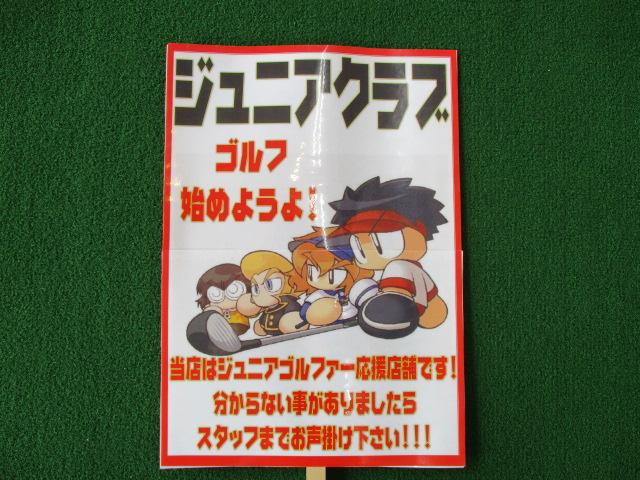 ジュニアクラブ
ゴルフ
始めようよ!
当店はジュニアゴルファー応援店舗です!
分からない事がありましたら
スタッフまでお声掛け下さい!!!